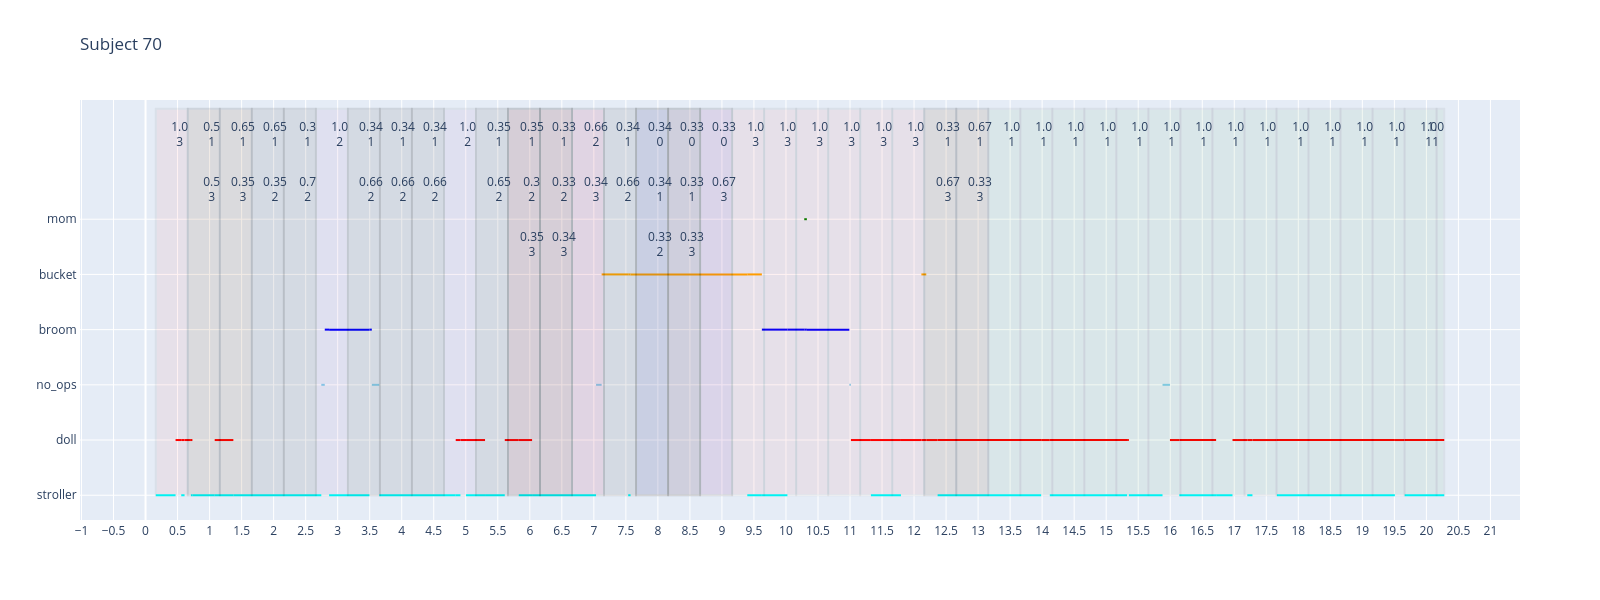 Subject 70
1.0 0.5 0.65 0.65 0.3 1.0 0.34 0.34 0.34 1.0 0.35 0.35 0.33 0.66 0.34 0.34 0.33 0.33 1.0 1.0 1.0 1.0 1.0 1.0 0.33 0.67 1.0 1.0 1.0 1.0 1.0 1.0 1.0 1.0 1.0 1.0 1.0 1.0 1.0 1.0
3 1 1 1 1 2 1 1 1 2 1 1 1 2 1 0 0 0 3 3 3 3 3 3 1 1 1 1 1 1 1 1 1 1 1 1 1 1 1 1 1
0.5 0.35 0.35 0.7 0.66 0.66 0.66 0.65 0.3 0.33 0.34 0.66 0.34 0.33 0.67 0.67 0.33
3 3 2 2 2 2 2 2 2 2 3 2 1 1 3 3 3
mom
0.35 0.34 0.33 0.33
3 3 2 3
bucket
broom
no_ops
doll
stroller
−1 −0.5 0 0.5 1 1.5 2 2.5 3 3.5 4 4.5 5 5.5 6 6.5 7 7.5 8 8.5 9 9.5 10 10.5 11 11.5 12 12.5 13 13.5 14 14.5 15 15.5 16 16.5 17 17.5 18 18.5 19 19.5 20 20.5 21